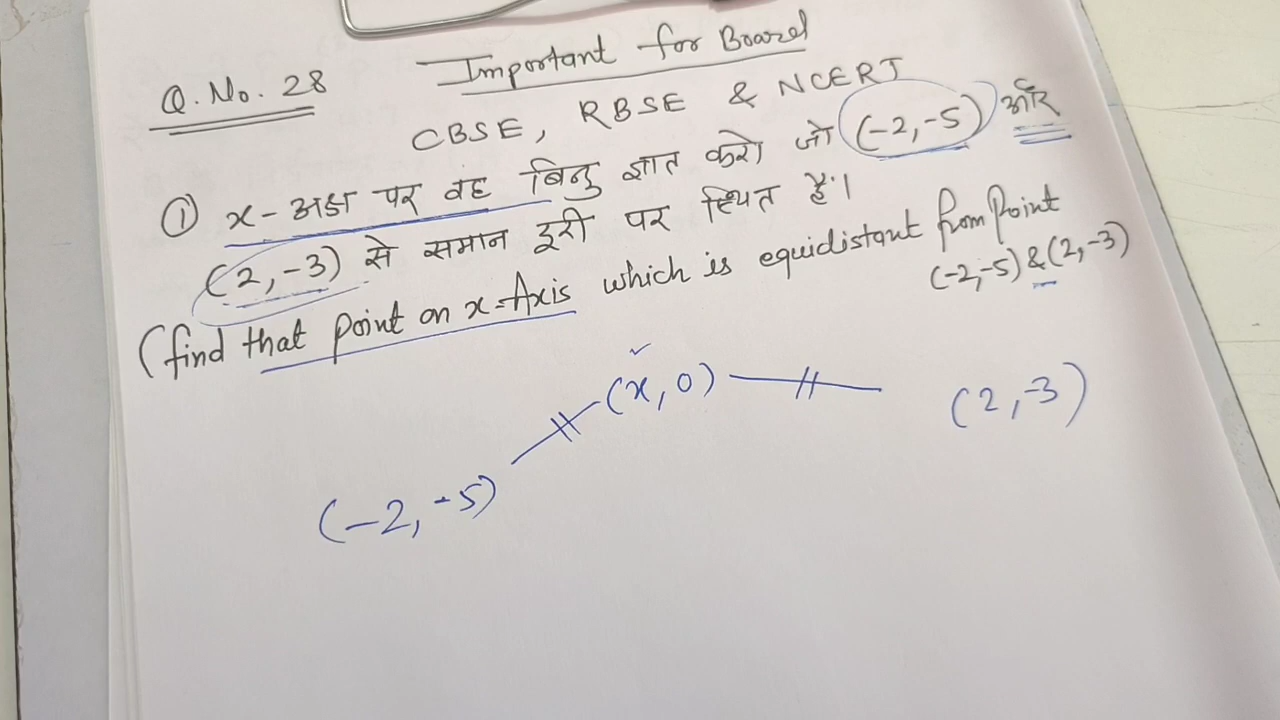 Q. No. 28
Important for Board
CBSE, RBSE & NCERT
① x-अक्ष पर वह बिन्दु ज्ञात करो जो (-2,-5) और
(2,-3) से समान दूरी पर स्थित है।
(find that point on x-Axis which is equidistant from Point
(-2,-5) & (2,-3)
(x,0)
(2,-3)
(-2,-5)